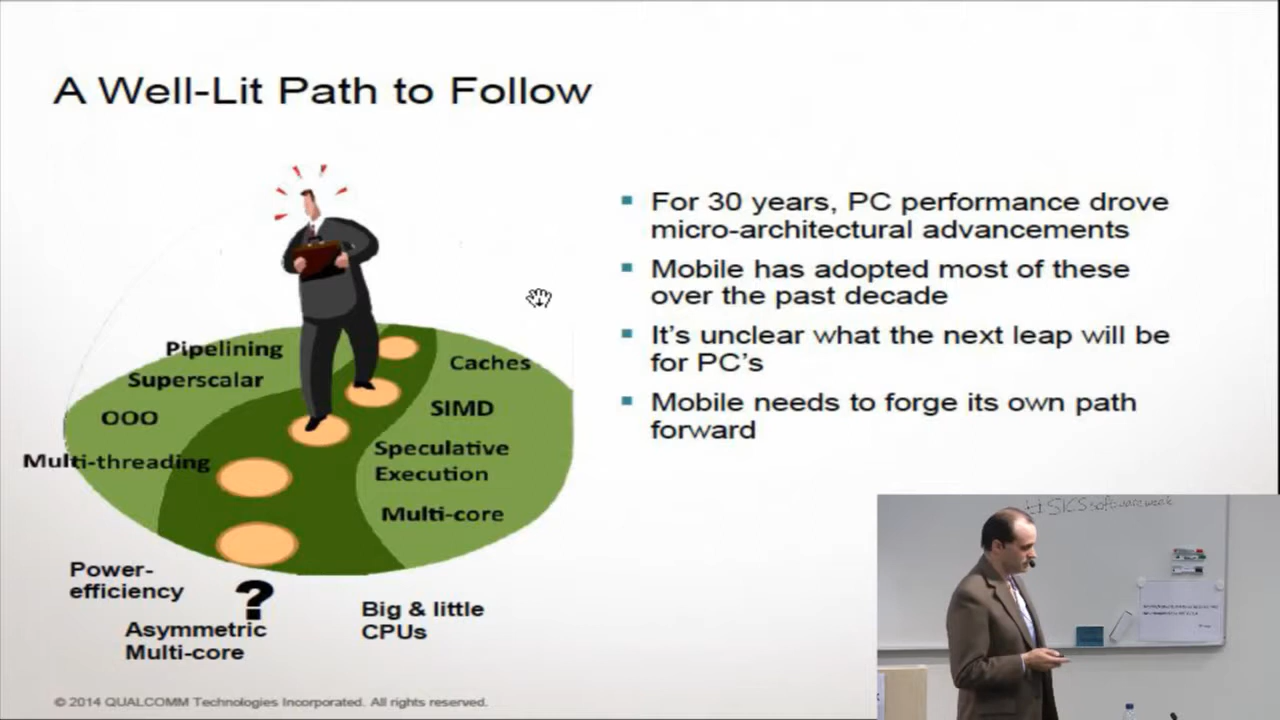 A Well-Lit Path to Follow
For 30 years, PC performance drove
micro-architectural advancements
Mobile has adopted most of these
over the past decade
It's unclear what the next leap will be
for PC's
Mobile needs to forge its own path
forward
Pipelining
Superscalar
OOO
Multi-threading
Caches
SIMD
Speculative
Execution
Multi-core
Power-
efficiency
?
Asymmetric
Multi-core
Big & little
CPUs
© 2014 QUALCOMM Technologies Incorporated. All rights reserved.
#SICSsoftwareweek